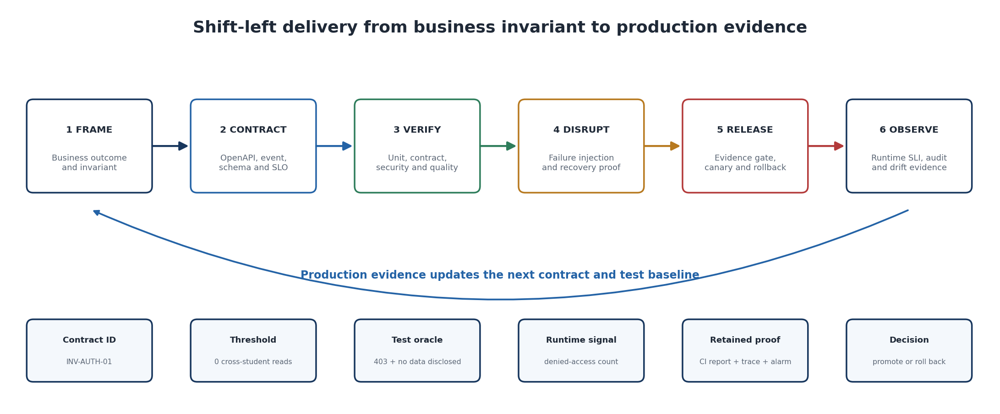 Shift-left delivery from business invariant to production evidence
1 FRAME
Business outcome
and invariant
2 CONTRACT
OpenAPI, event,
schema and SLO
3 VERIFY
Unit, contract,
security and quality
4 DISRUPT
Failure injection
and recovery proof
5 RELEASE
Evidence gate,
canary and rollback
6 OBSERVE
Runtime SLI, audit
and drift evidence
Production evidence updates the next contract and test baseline
Contract ID
INV-AUTH-01
Threshold
0 cross-student reads
Test oracle
403 + no data disclosed
Runtime signal
denied-access count
Retained proof
CI report + trace + alarm
Decision
promote or roll back